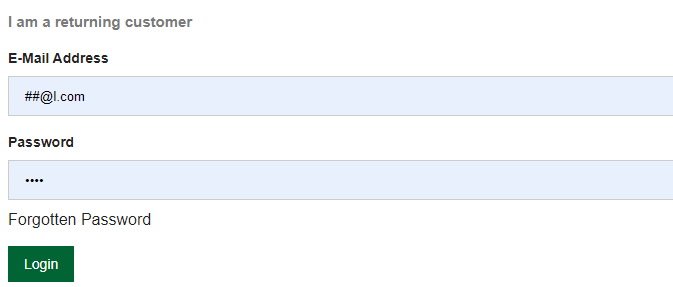 I am a returning customer
E-Mail Address
##@l.com
Password
••••
Forgotten Password
Login